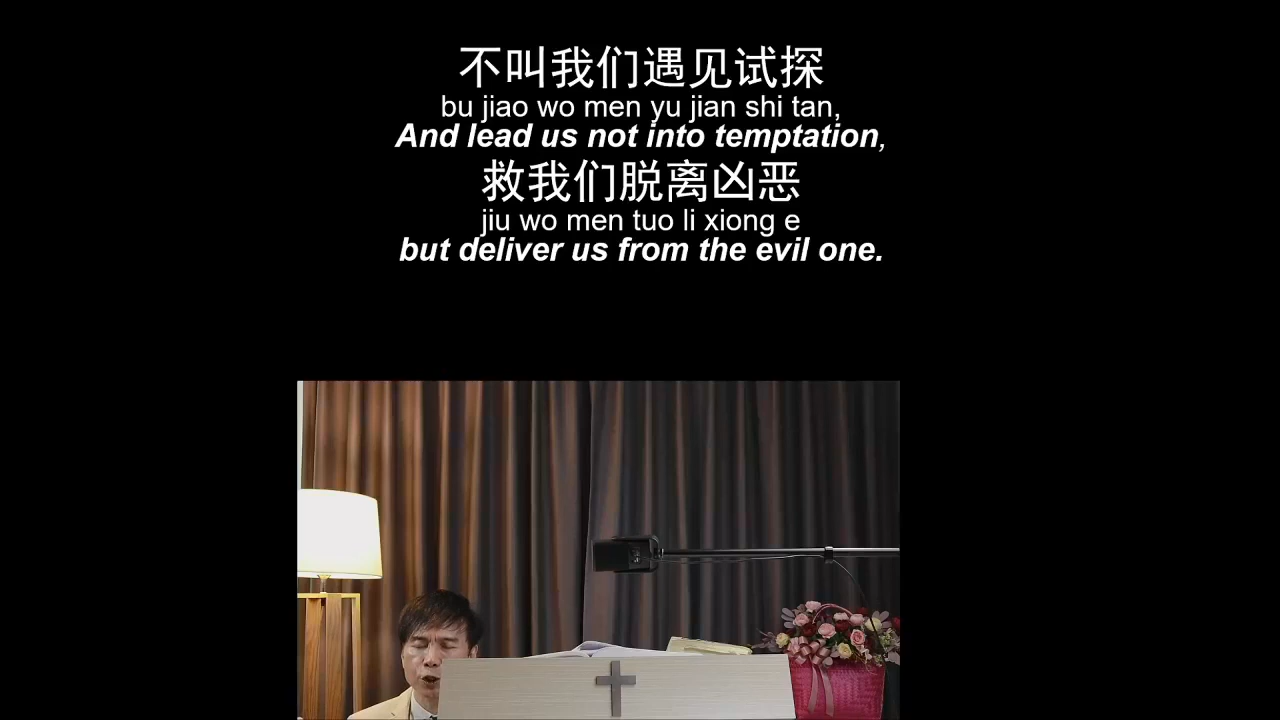 不叫我们遇见试探
bu jiao wo men yu jian shi tan,
And lead us not into temptation,
救我们脱离凶恶
jiu wo men tuo li xiong e
but deliver us from the evil one.